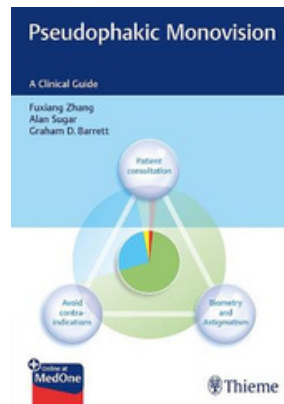 Pseudophakic Monovision
A Clinical Guide
Fuxiang Zhang
Alan Sugar
Graham D. Barrett
Patient
consultation
Avoid
contra-
indications
Biometry
and
Astigmatism
Online at
MedOne
Thieme